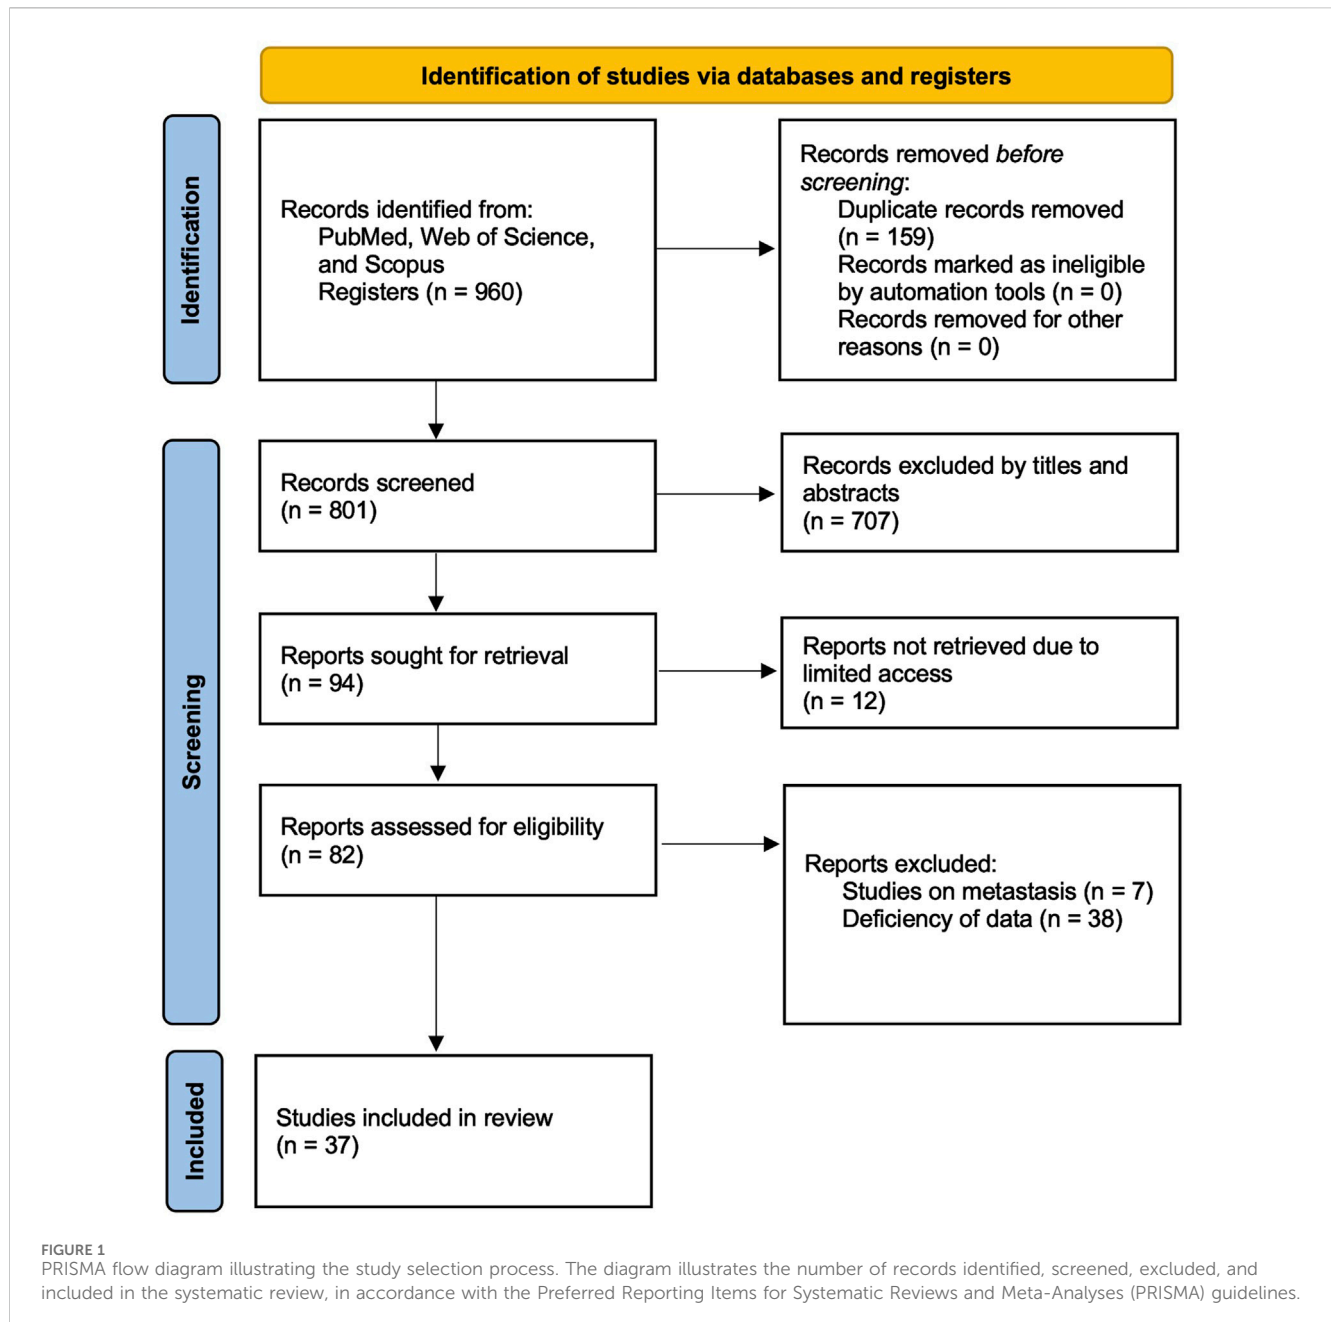 Identification of studies via databases and registers
Identification
Records identified from:
PubMed, Web of Science,
and Scopus
Registers (n = 960)
Records removed before
screening:
Duplicate records removed
(n = 159)
Records marked as ineligible
by automation tools (n = 0)
Records removed for other
reasons (n = 0)
Screening
Records screened
(n = 801)
Records excluded by titles and
abstracts
(n = 707)
Reports sought for retrieval
(n = 94)
Reports not retrieved due to
limited access
(n = 12)
Reports assessed for eligibility
(n = 82)
Reports excluded:
Studies on metastasis (n = 7)
Deficiency of data (n = 38)
Included
Studies included in review
(n = 37)
FIGURE 1
PRISMA flow diagram illustrating the study selection process. The diagram illustrates the number of records identified, screened, excluded, and
included in the systematic review, in accordance with the Preferred Reporting Items for Systematic Reviews and Meta-Analyses (PRISMA) guidelines.